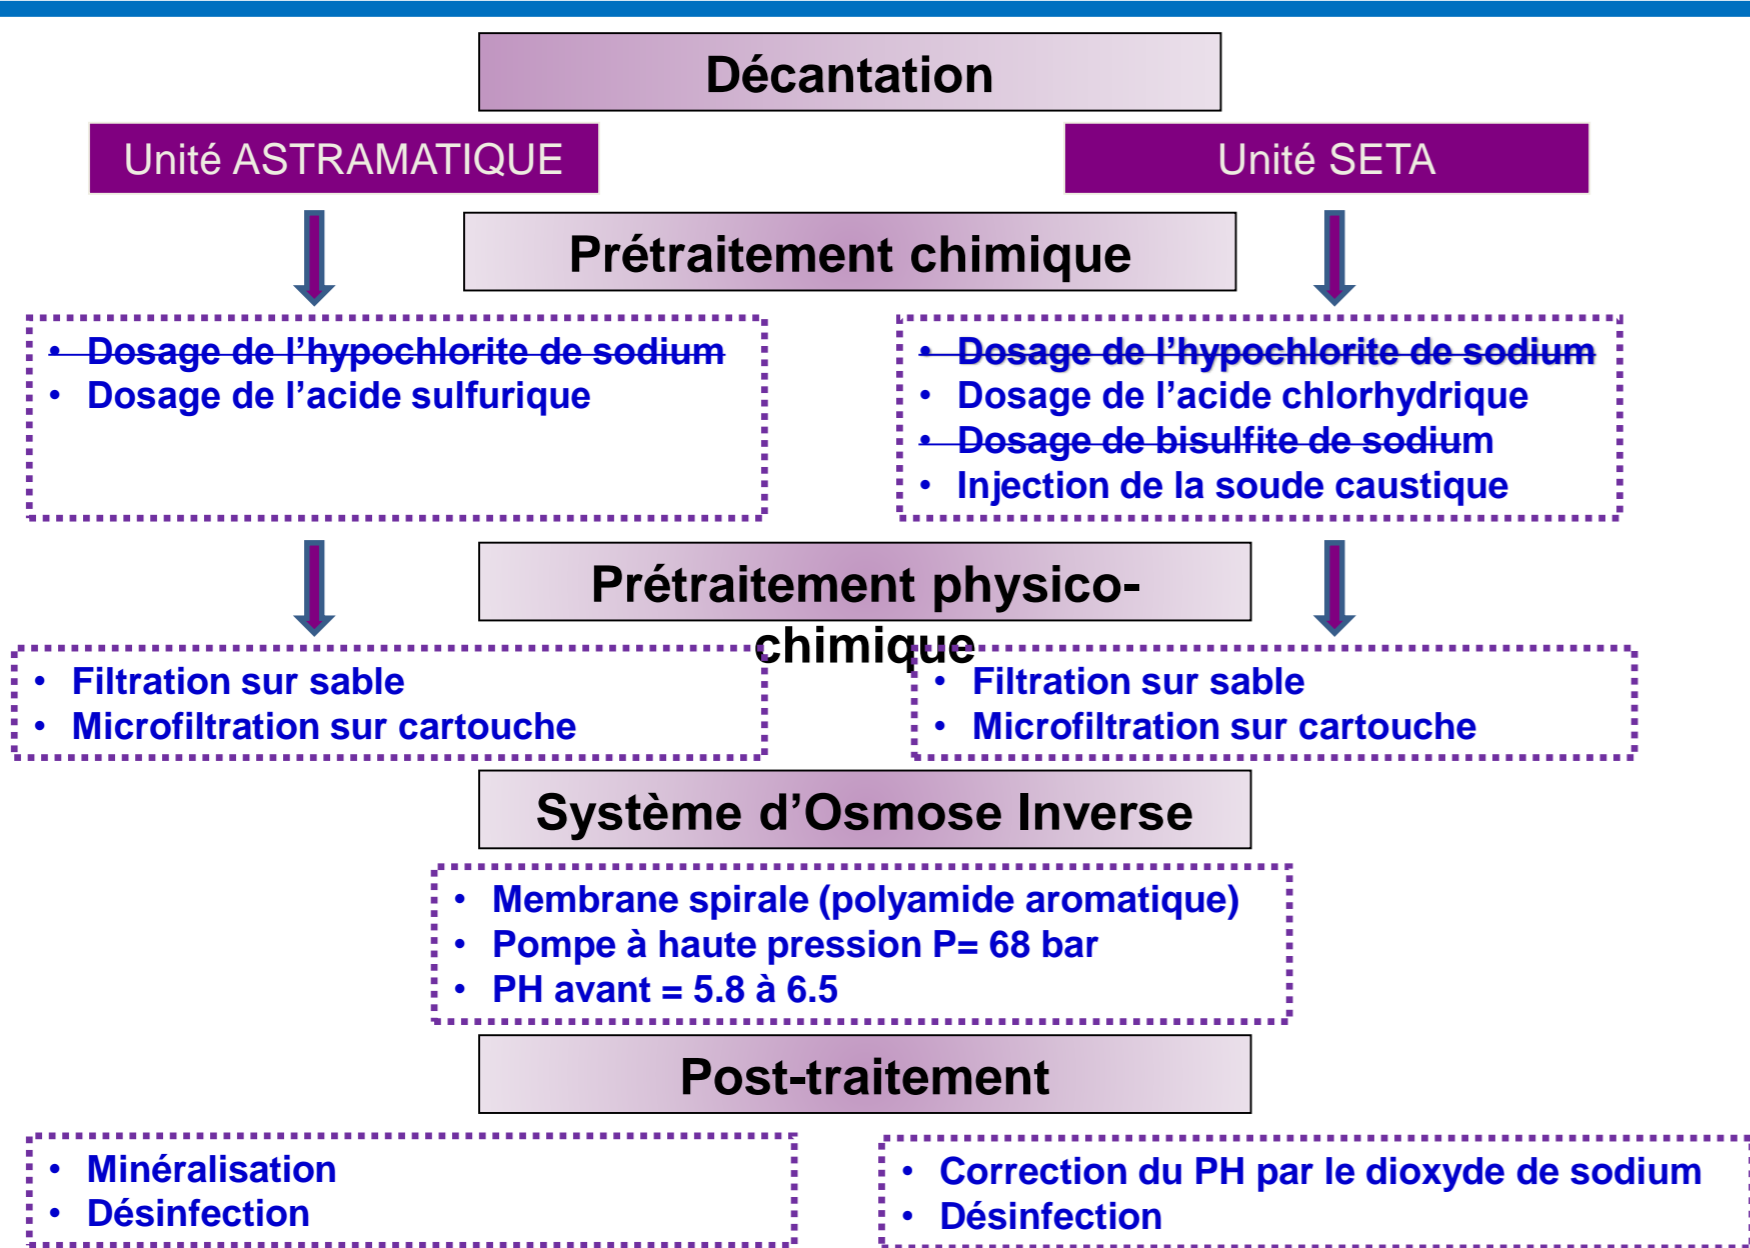 Décantation
Unité ASTRAMATIQUE
Unité SETA
Prétraitement chimique
• Dosage de l’hypochlorite de sodium
• Dosage de l’acide sulfurique
• Dosage de l’hypochlorite de sodium
• Dosage de l’acide chlorhydrique
• Dosage de bisulfite de sodium
• Injection de la soude caustique
Prétraitement physico-
chimique
• Filtration sur sable
• Microfiltration sur cartouche
• Filtration sur sable
• Microfiltration sur cartouche
Système d’Osmose Inverse
• Membrane spirale (polyamide aromatique)
• Pompe à haute pression P= 68 bar
• PH avant = 5.8 à 6.5
Post-traitement
• Minéralisation
• Désinfection
• Correction du PH par le dioxyde de sodium
• Désinfection